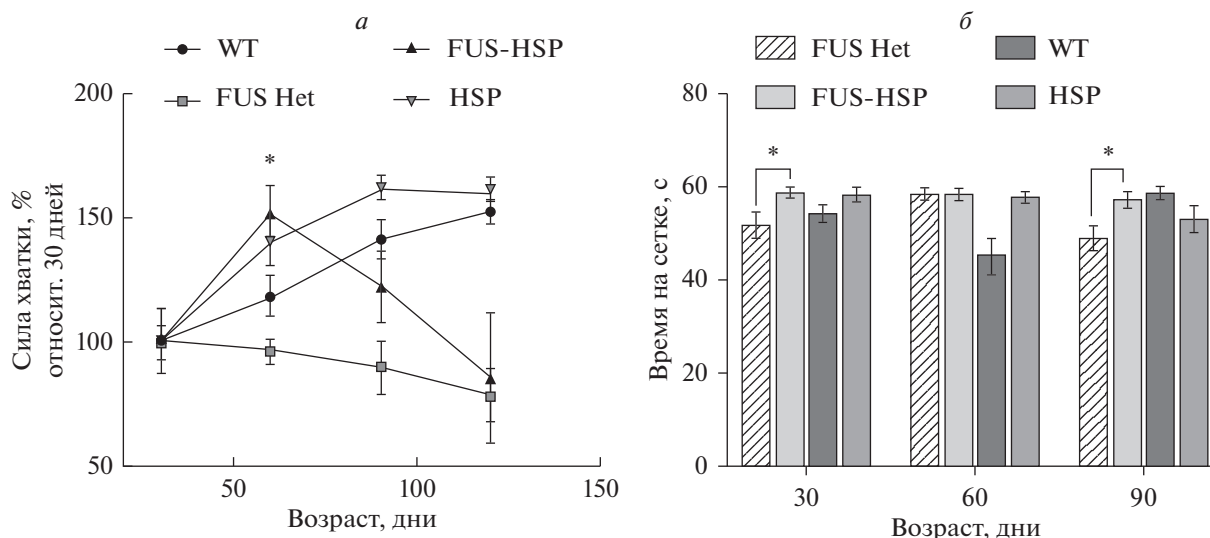 а
WT
FUS-HSP
FUS Het
HSP
200
150
100
50
*
50
100
150
Сила хватки, %
относит. 30 дней
Возраст, дни
б
FUS Het
WT
FUS-HSP
HSP
80
60
40
20
0
*
*
30
60
90
Время на сетке, с
Возраст, дни